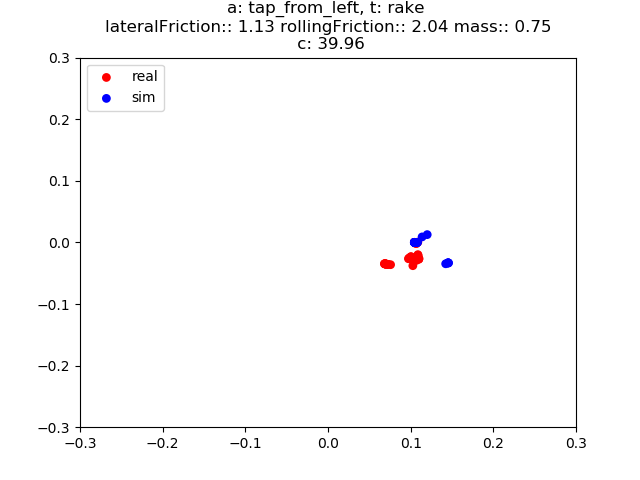 a: tap_from_left, t: rake
lateralFriction:: 1.13 rollingFriction:: 2.04 mass:: 0.75
c: 39.96
real
sim
0.3
0.2
0.1
0.0
−0.1
−0.2
−0.3
−0.3 −0.2 −0.1 0.0 0.1 0.2 0.3